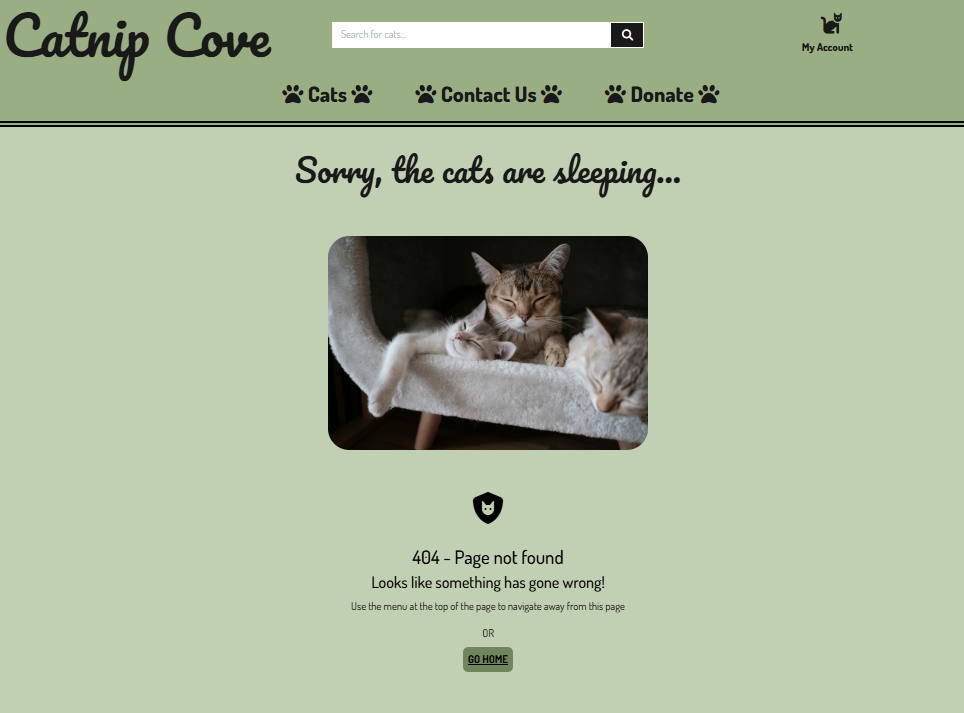 Catnip Cove
Search for cats...
My Account
Cats
Contact Us
Donate
Sorry, the cats are sleeping...
404 - Page not found
Looks like something has gone wrong!
Use the menu at the top of the page to navigate away from this page
OR
GO HOME